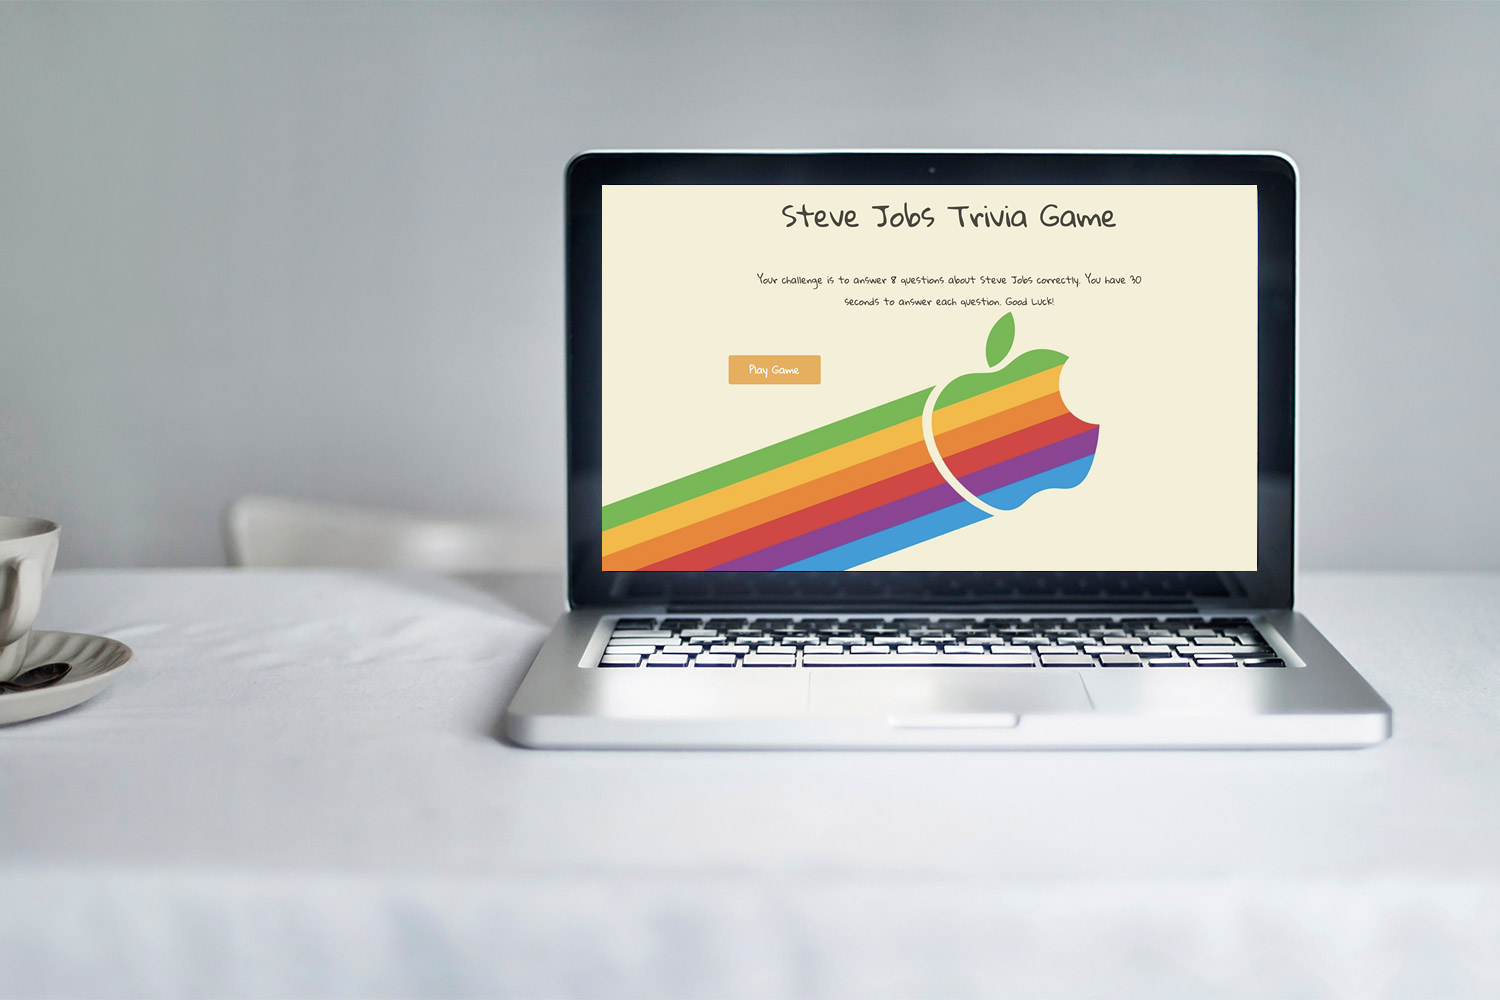 Steve Jobs Trivia Game
Your challenge is to answer 8 questions about Steve Jobs correctly. You have 30
seconds to answer each question. Good Luck!
Play Game